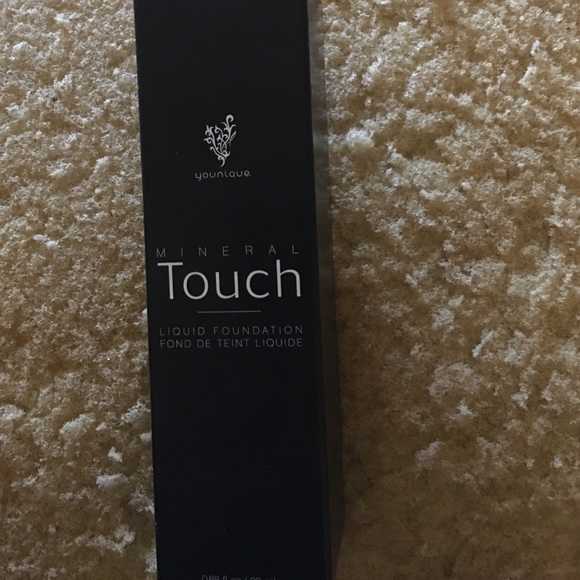 younique
MINERAL
Touch
LIQUID FOUNDATION
FOND DE TEINT LIQUIDE